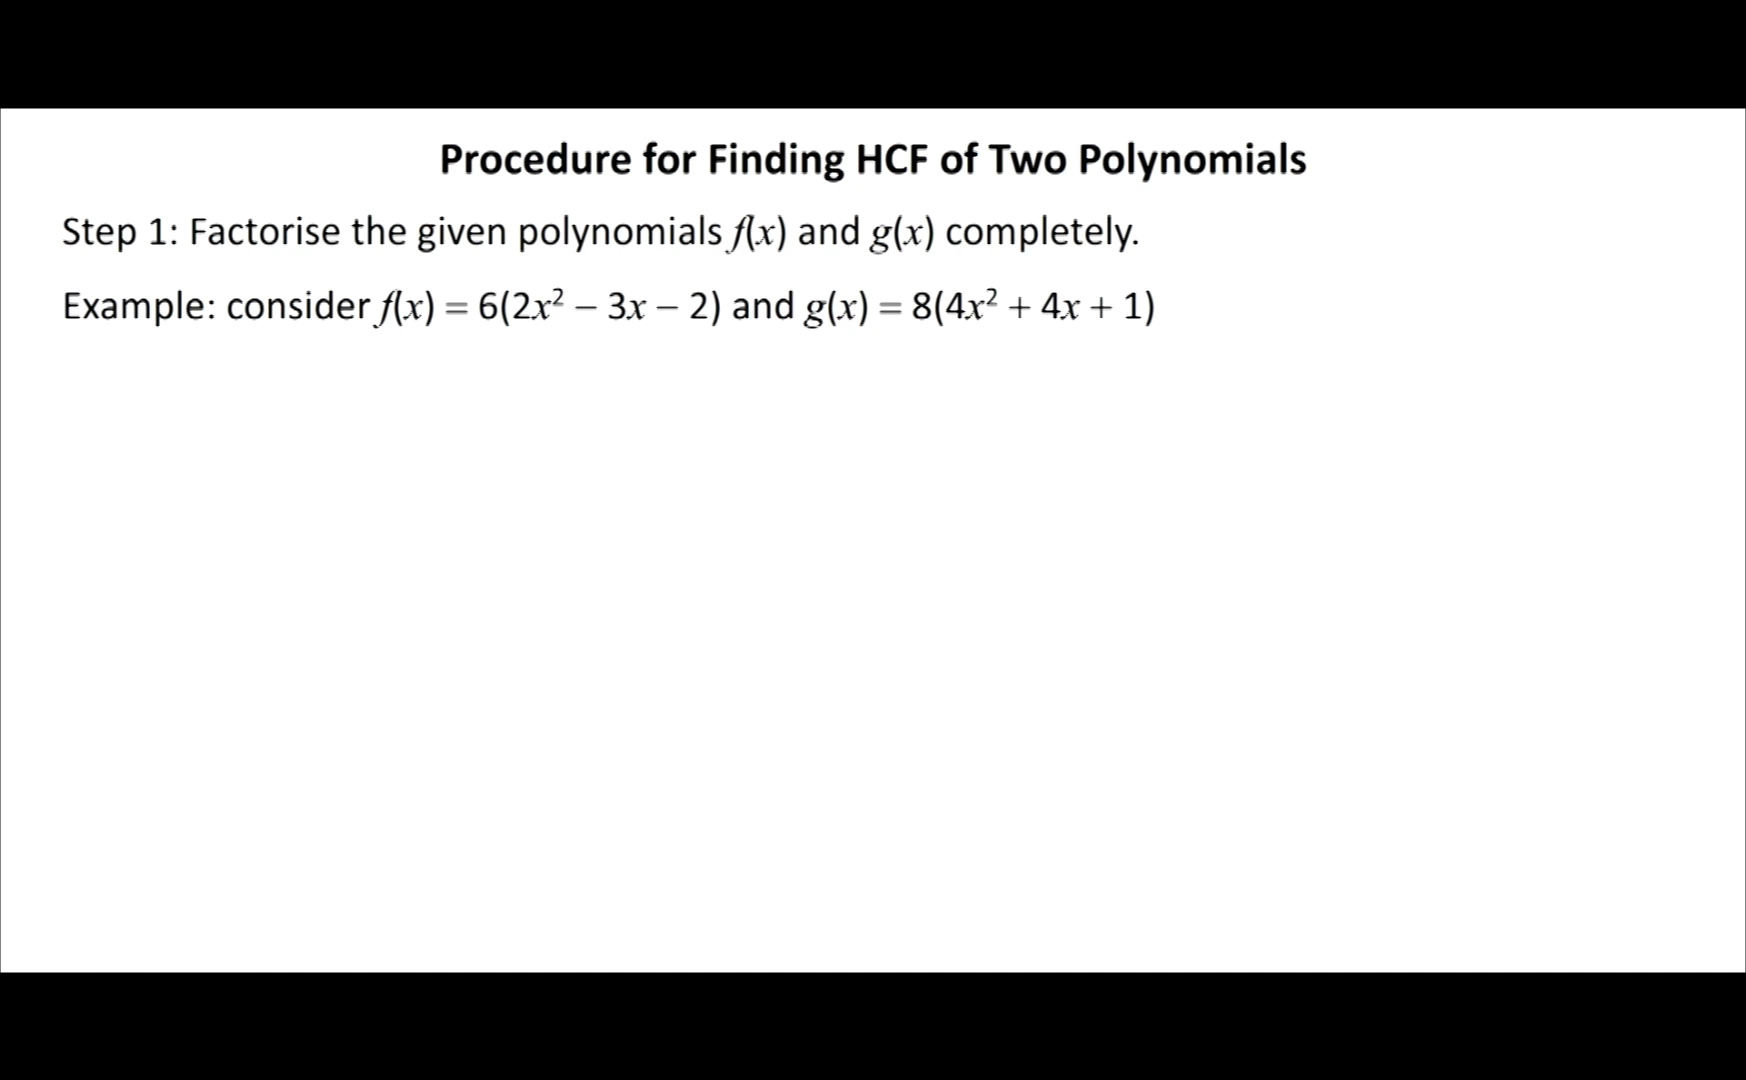 Procedure for Finding HCF of Two Polynomials
Step 1: Factorise the given polynomials f(x) and g(x) completely.
Example: consider f(x) = 6(2x² – 3x – 2) and g(x) = 8(4x² + 4x + 1)